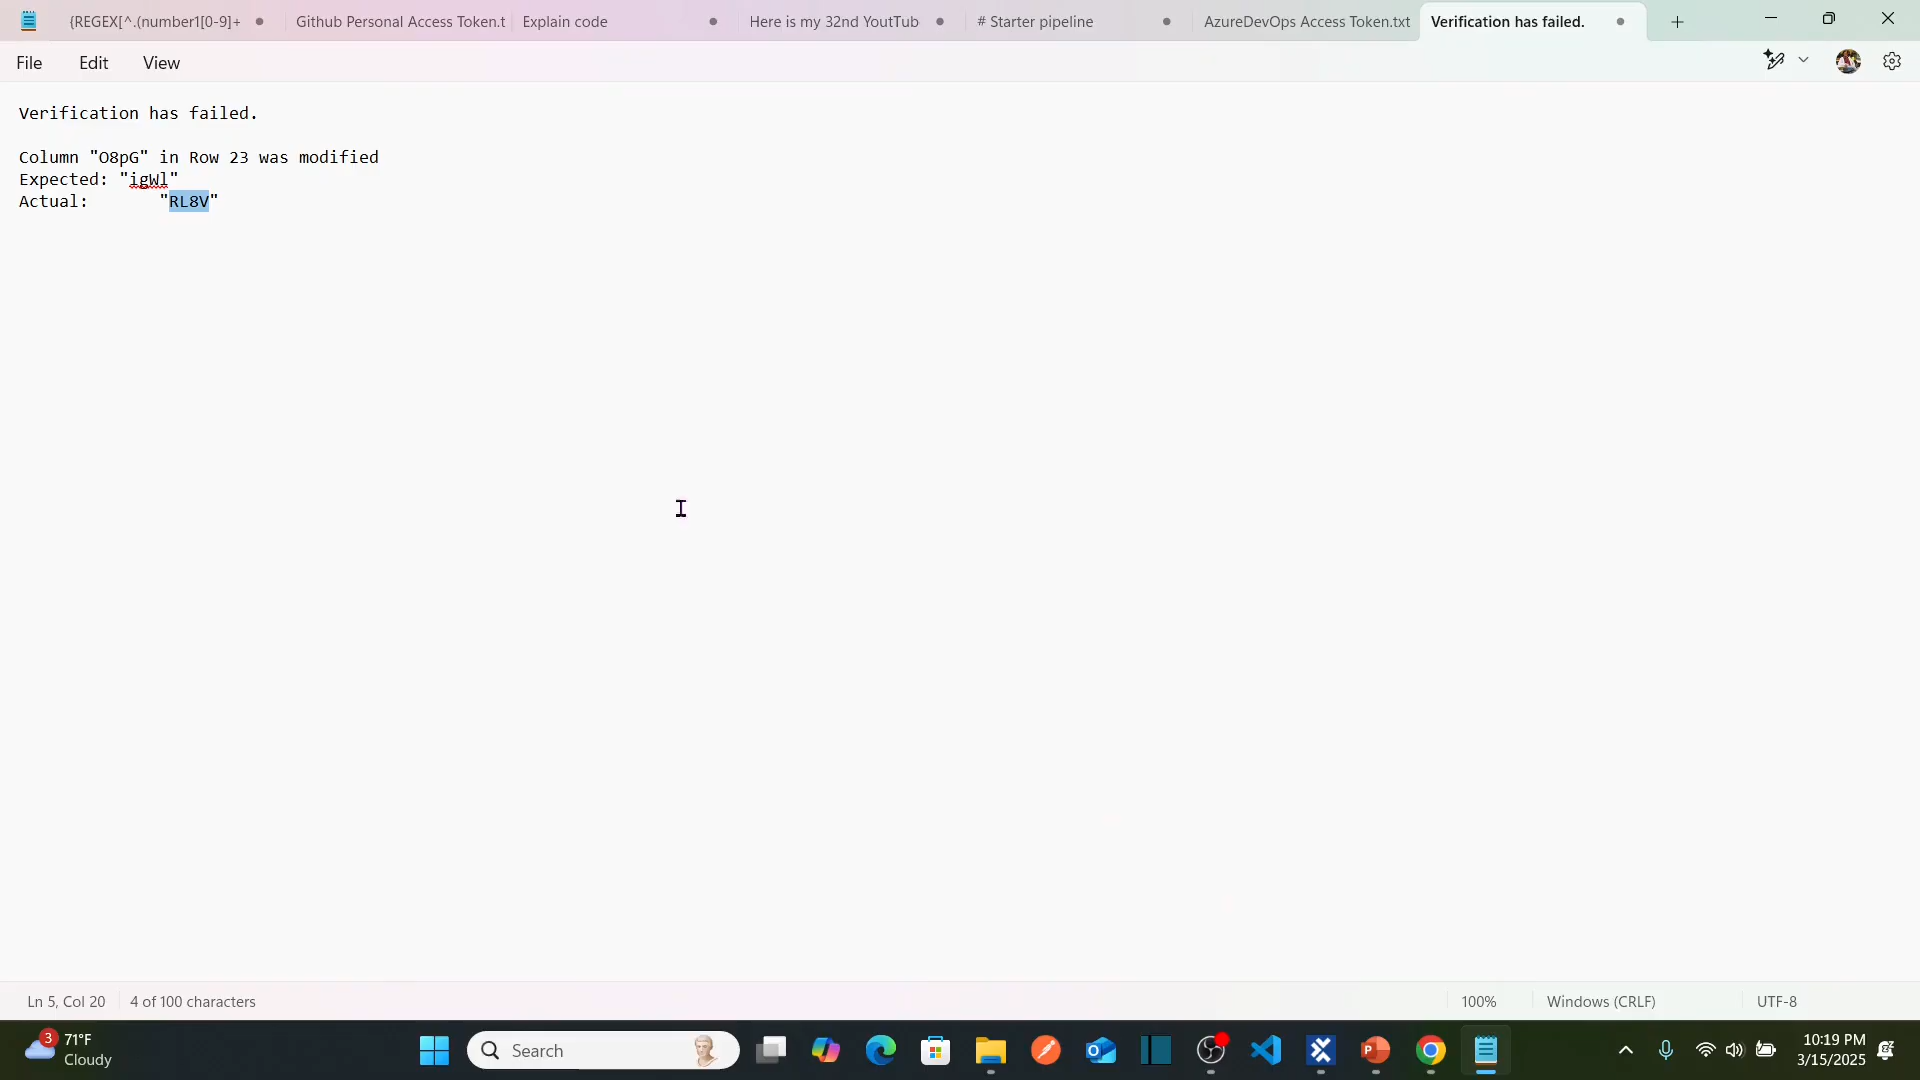 {REGEX[^.(number1[0-9]+
Github Personal Access Token.t
Explain code
Here is my 32nd YoutTub
# Starter pipeline
AzureDevOps Access Token.txt
Verification has failed.
File
Edit
View
Verification has failed.
Column "O8pG" in Row 23 was modified
Expected: "igWl"
Actual: "RL8V"
Ln 5, Col 20
4 of 100 characters
100%
Windows (CRLF)
UTF-8
3
71°F
Cloudy
Search
10:19 PM
3/15/2025